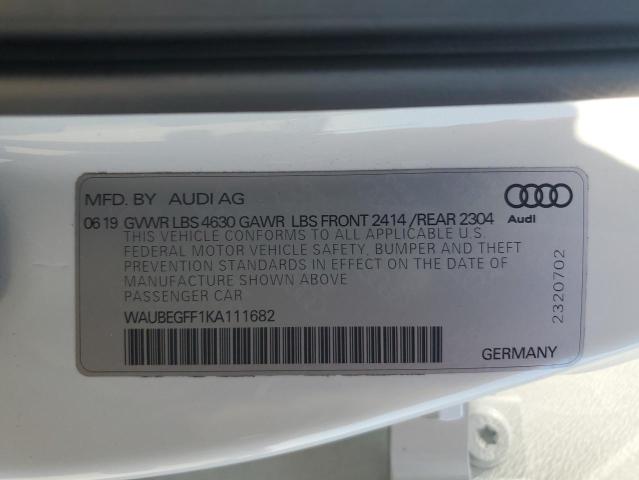 MFD. BY AUDI AG
06 19 GVWR LBS 4630 GAWR LBS FRONT 2414 /REAR 2304
Audi
THIS VEHICLE CONFORMS TO ALL APPLICABLE U.S.
FEDERAL MOTOR VEHICLE SAFETY, BUMPER AND THEFT
PREVENTION STANDARDS IN EFFECT ON THE DATE OF
MANUFACTURE SHOWN ABOVE
PASSENGER CAR
WAUBEGFF1KA111682
GERMANY
2320702